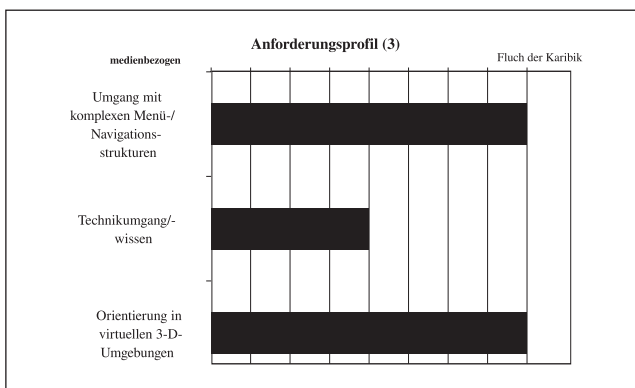 Anforderungsprofil (3)
medienbezogen
Fluch der Karibik
Umgang mit
komplexen Menü-/
Navigations-
strukturen
Technikumgang/-
wissen
Orientierung in
virtuellen 3-D-
Umgebungen